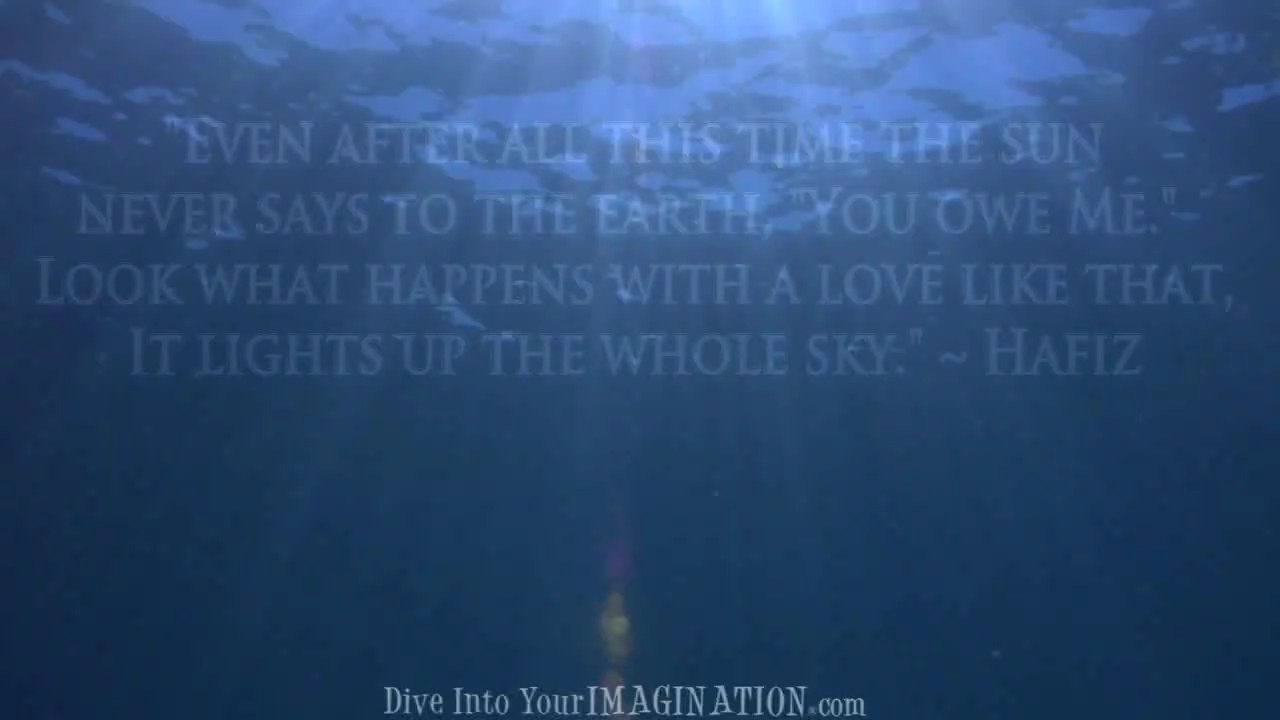 "Even after all this time the sun
never says to the earth, "You owe Me."
Look what happens with a love like that,
It lights up the whole sky." ~ Hafiz
Dive Into YourIMAGINATION.com